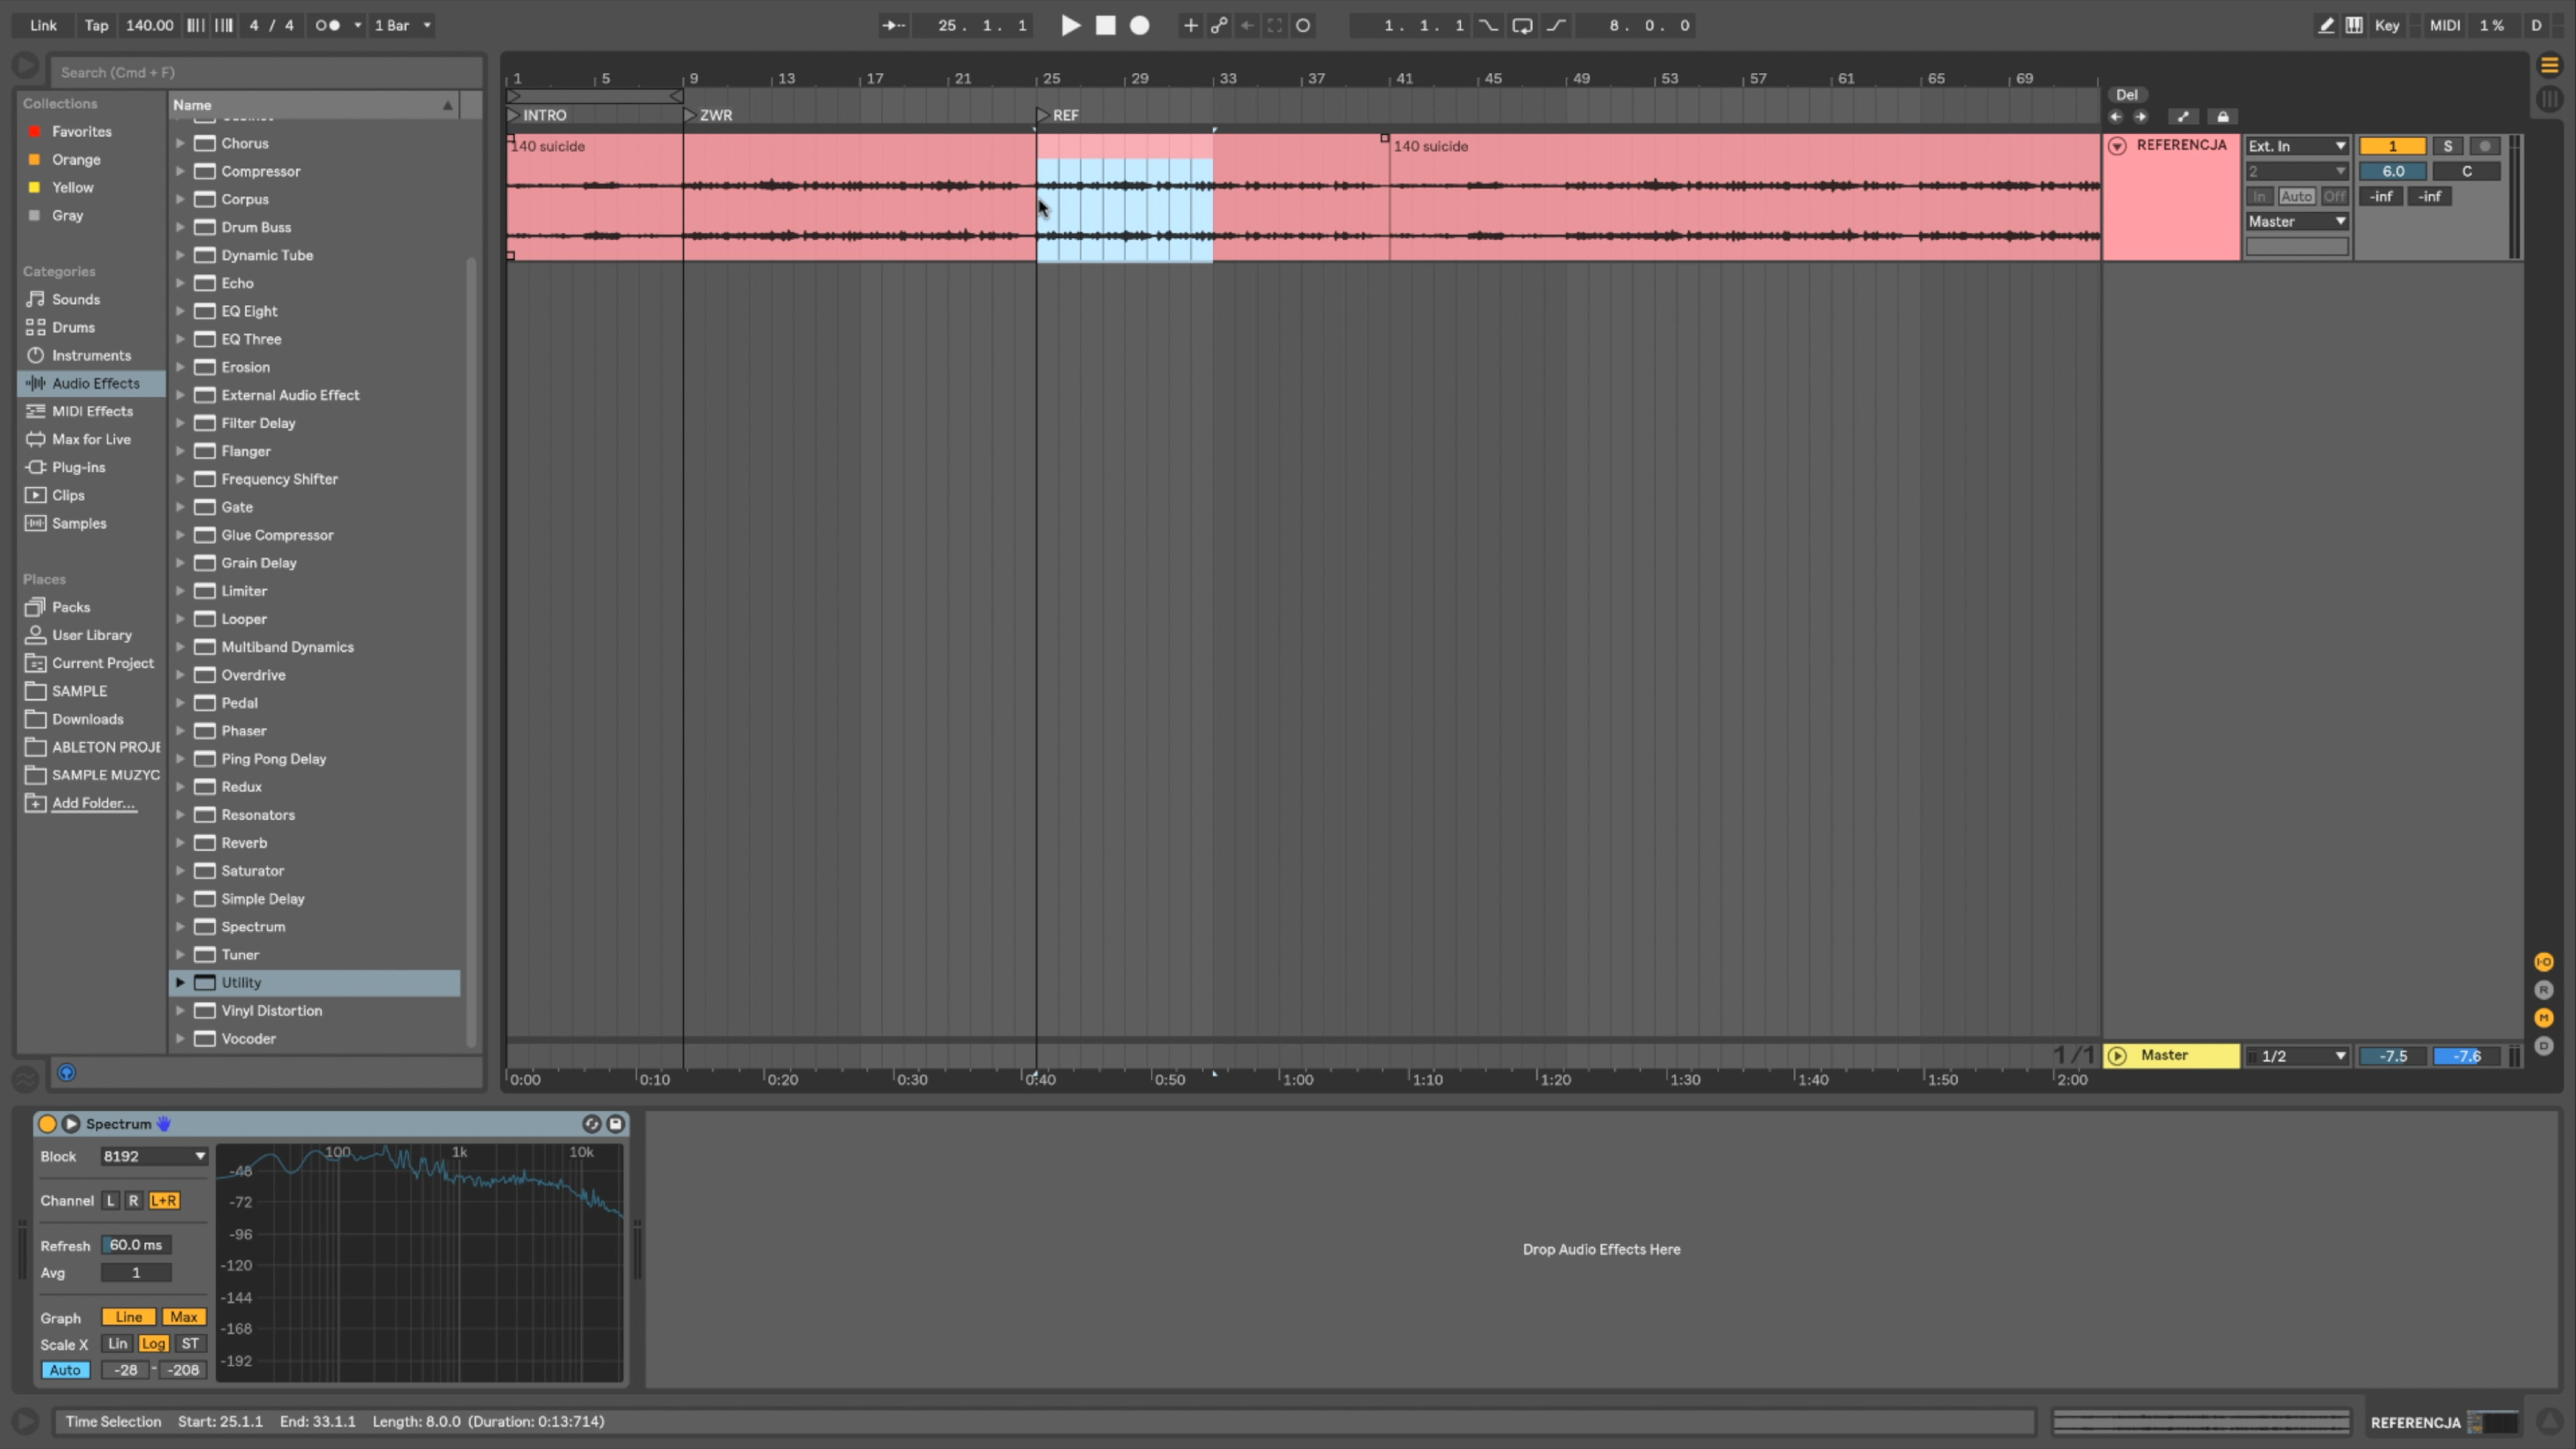 Link Tap 140.00 4 / 4 1 Bar 25. 1. 1 1. 1. 1 8. 0. 0 Key MIDI 1 % D
Search (Cmd + F)
Collections
Favorites
Orange
Yellow
Gray
Categories
Sounds
Drums
Instruments
Audio Effects
MIDI Effects
Max for Live
Plug-ins
Clips
Samples
Places
Packs
User Library
Current Project
SAMPLE
Downloads
ABLETON PROJE
SAMPLE MUZYC
Add Folder...
Name
Chorus
Compressor
Corpus
Drum Buss
Dynamic Tube
Echo
EQ Eight
EQ Three
Erosion
External Audio Effect
Filter Delay
Flanger
Frequency Shifter
Gate
Glue Compressor
Grain Delay
Limiter
Looper
Multiband Dynamics
Overdrive
Pedal
Phaser
Ping Pong Delay
Redux
Resonators
Reverb
Saturator
Simple Delay
Spectrum
Tuner
Utility
Vinyl Distortion
Vocoder
1 5 9 13 17 21 25 29 33 37 41 45 49 53 57 61 65 69
INTRO ZWR REF
140 suicide 140 suicide
Del
REFERENCJA
Ext. In
2
In Auto Off
Master
1 S
6.0 C
-inf -inf
I·O
R
M
D
1/1
Master 1/2 -7.5 -7.6
0:00 0:10 0:20 0:30 0:40 0:50 1:00 1:10 1:20 1:30 1:40 1:50 2:00
Spectrum
Block 8192
Channel L R L+R
Refresh 60.0 ms
Avg 1
Graph Line Max
Scale X Lin Log ST
Auto -28 - -208
100 1k 10k
-48
-72
-96
-120
-144
-168
-192
Drop Audio Effects Here
Time Selection Start: 25.1.1 End: 33.1.1 Length: 8.0.0 (Duration: 0:13:714)
REFERENCJA